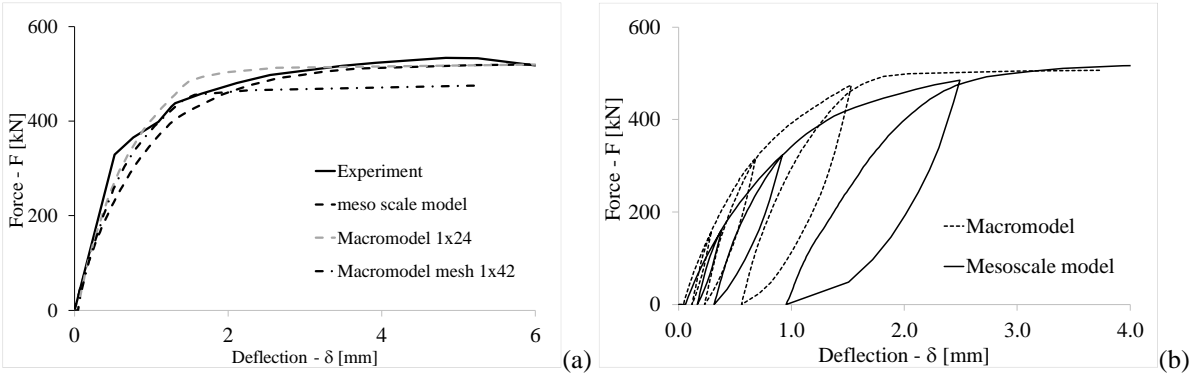 600
400
200
0
Force - F [kN]
Experiment
meso scale model
Macromodel 1x24
Macromodel mesh 1x42
0 2 4 6
Deflection - δ [mm]
(a)
600
400
200
0
Force - F [kN]
Macromodel
Mesoscale model
0.0 1.0 2.0 3.0 4.0
Deflection - δ [mm]
(b)